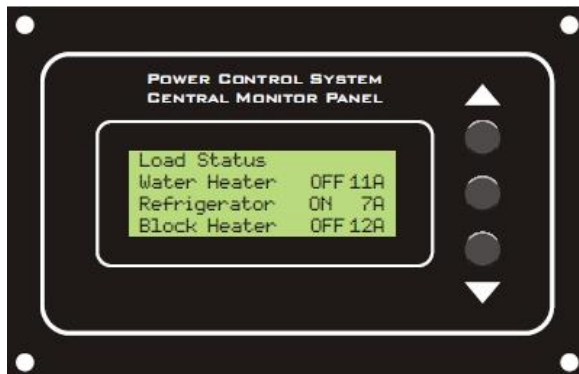 POWER CONTROL SYSTEM
CENTRAL MONITOR PANEL
Load Status
Water Heater OFF 11A
Refrigerator ON 7A
Block Heater OFF 12A